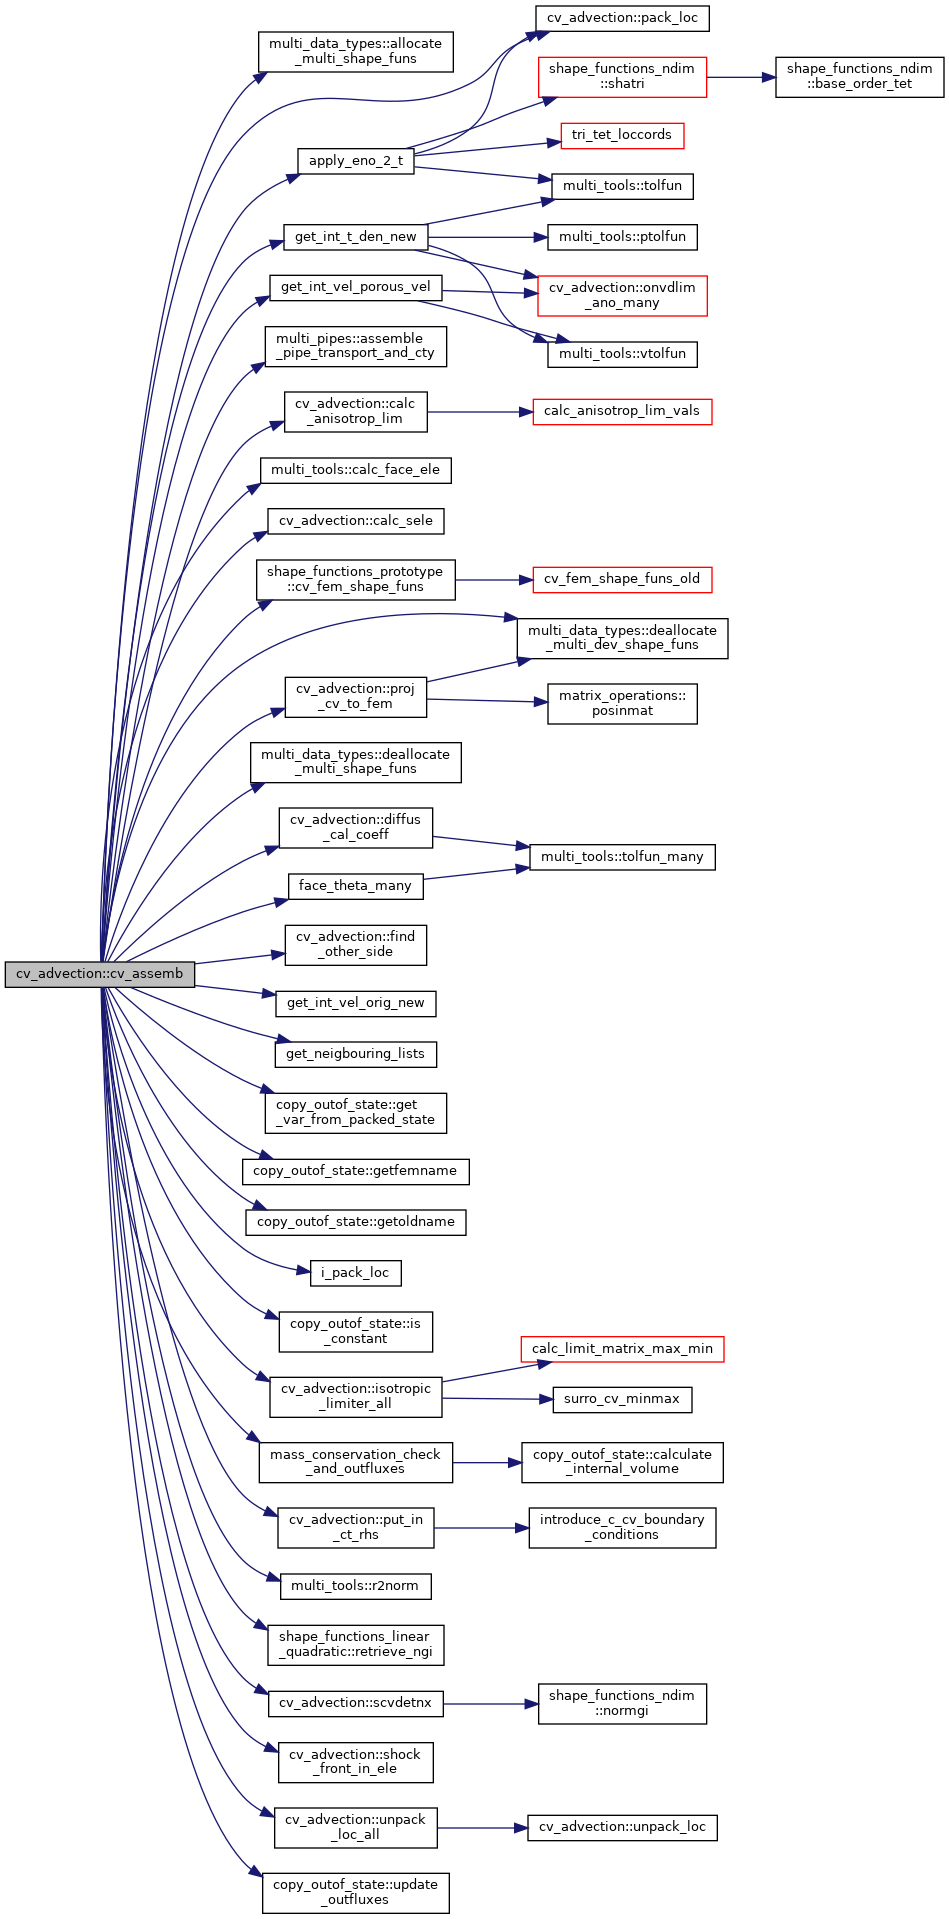 cv_advection::pack_loc
multi_data_types::allocate
_multi_shape_funs
shape_functions_ndim
::shatri
shape_functions_ndim
::base_order_tet
tri_tet_loccords
apply_eno_2_t
multi_tools::tolfun
get_int_t_den_new
multi_tools::ptolfun
get_int_vel_porous_vel
cv_advection::onvdlim
_ano_many
multi_pipes::assemble
_pipe_transport_and_cty
multi_tools::vtolfun
cv_advection::calc
_anisotrop_lim
calc_anisotrop_lim_vals
multi_tools::calc_face_ele
cv_advection::calc_sele
shape_functions_prototype
::cv_fem_shape_funs
cv_fem_shape_funs_old
multi_data_types::deallocate
_multi_dev_shape_funs
cv_advection::proj
_cv_to_fem
matrix_operations::
posinmat
multi_data_types::deallocate
_multi_shape_funs
cv_advection::diffus
_cal_coeff
multi_tools::tolfun_many
face_theta_many
cv_advection::find
_other_side
cv_advection::cv_assemb
get_int_vel_orig_new
get_neigbouring_lists
copy_outof_state::get
_var_from_packed_state
copy_outof_state::getfemname
copy_outof_state::getoldname
i_pack_loc
copy_outof_state::is
_constant
calc_limit_matrix_max_min
cv_advection::isotropic
_limiter_all
surro_cv_minmax
mass_conservation_check
_and_outfluxes
copy_outof_state::calculate
_internal_volume
cv_advection::put_in
_ct_rhs
introduce_c_cv_boundary
_conditions
multi_tools::r2norm
shape_functions_linear
_quadratic::retrieve_ngi
cv_advection::scvdetnx
shape_functions_ndim
::normgi
cv_advection::shock
_front_in_ele
cv_advection::unpack
_loc_all
cv_advection::unpack_loc
copy_outof_state::update
_outfluxes